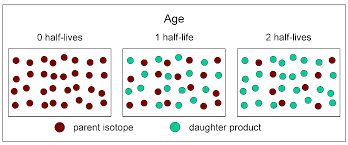 Age
0 half-lives
1 half-life
2 half-lives
parent isotope
daughter product